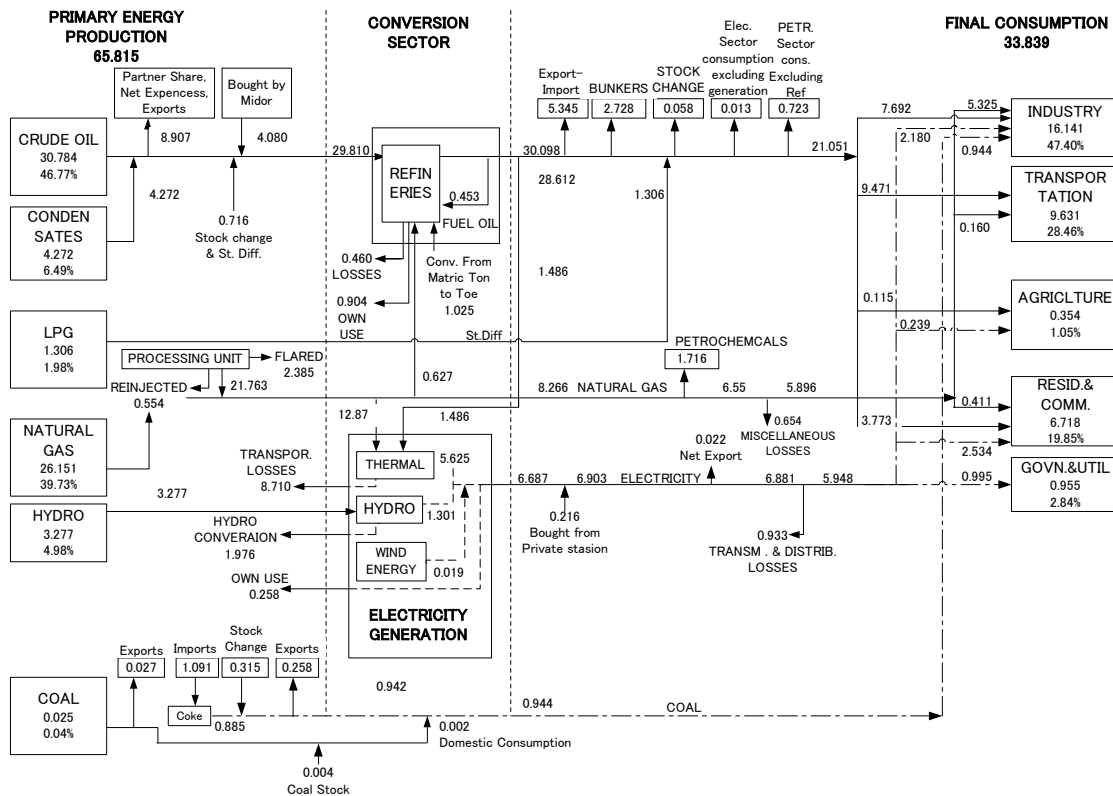 PRIMARY ENERGY
PRODUCTION
65.815
CONVERSION
SECTOR
FINAL CONSUMPTION
33.839
Partner Share,
Net Expencess,
Exports
8.907
Bought by
Midor
4.080
Export-
Import
5.345
BUNKERS
2.728
STOCK
CHANGE
0.058
Elec.
Sector
consumption
excluding
generation
0.013
PETR.
Sector
cons.
Excluding
Ref
0.723
CRUDE OIL
30.784
46.77%
CONDEN
SATES
4.272
6.49%
4.272
0.716
Stock change
& St. Diff.
29.810
REFIN
ERIES
0.453
FUEL OIL
0.460
LOSSES
0.904
OWN
USE
Conv. From
Matric Ton
to Toe
1.025
30.098
28.612
1.306
21.051
1.486
7.692
5.325
2.180
0.944
INDUSTRY
16.141
47.40%
9.471
0.160
TRANSPOR
TATION
9.631
28.46%
0.115
0.239
AGRICLTURE
0.354
1.05%
LPG
1.306
1.98%
St.Diff
PROCESSING UNIT
FLARED
2.385
REINJECTED
0.554
21.763
0.627
8.266
NATURAL GAS
PETROCHEMCALS
1.716
6.55
5.896
0.654
MISCELLANEOUS
LOSSES
0.411
3.773
2.534
RESID.&
COMM.
6.718
19.85%
NATURAL
GAS
26.151
39.73%
12.87
1.486
THERMAL
5.625
TRANSPOR.
LOSSES
8.710
HYDRO
3.277
4.98%
3.277
HYDRO
1.301
HYDRO
CONVERAION
1.976
WIND
ENERGY
0.019
OWN USE
0.258
ELECTRICITY
GENERATION
6.687
6.903
ELECTRICITY
0.022
Net Export
6.881
5.948
0.216
Bought from
Private stasion
0.933
TRANSM . & DISTRIB.
LOSSES
0.995
GOVN.&UTIL
0.955
2.84%
COAL
0.025
0.04%
Exports
0.027
Imports
1.091
Coke
Stock
Change
0.315
Exports
0.258
0.885
0.942
0.944
COAL
0.002
Domestic Consumption
0.004
Coal Stock